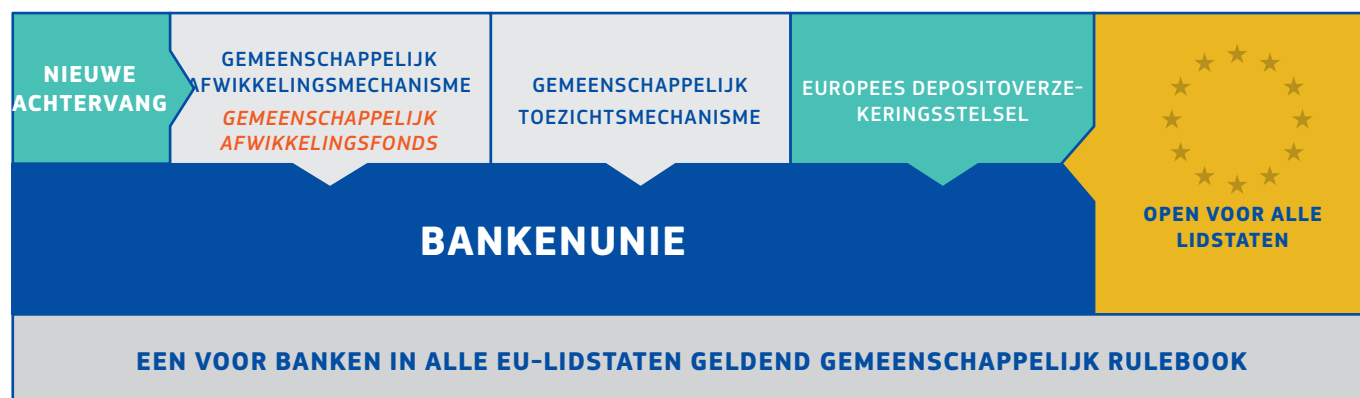 NIEUWE
ACHTERVANG
GEMEENSCHAPPELIJK
AFWIKKELINGSMECHANISME
GEMEENSCHAPPELIJK
AFWIKKELINGSFONDS
GEMEENSCHAPPELIJK
TOEZICHTSMECHANISME
EUROPEES DEPOSITOVERZE-
KERINGSSTELSEL
OPEN VOOR ALLE
LIDSTATEN
BANKENUNIE
EEN VOOR BANKEN IN ALLE EU-LIDSTATEN GELDEND GEMEENSCHAPPELIJK RULEBOOK